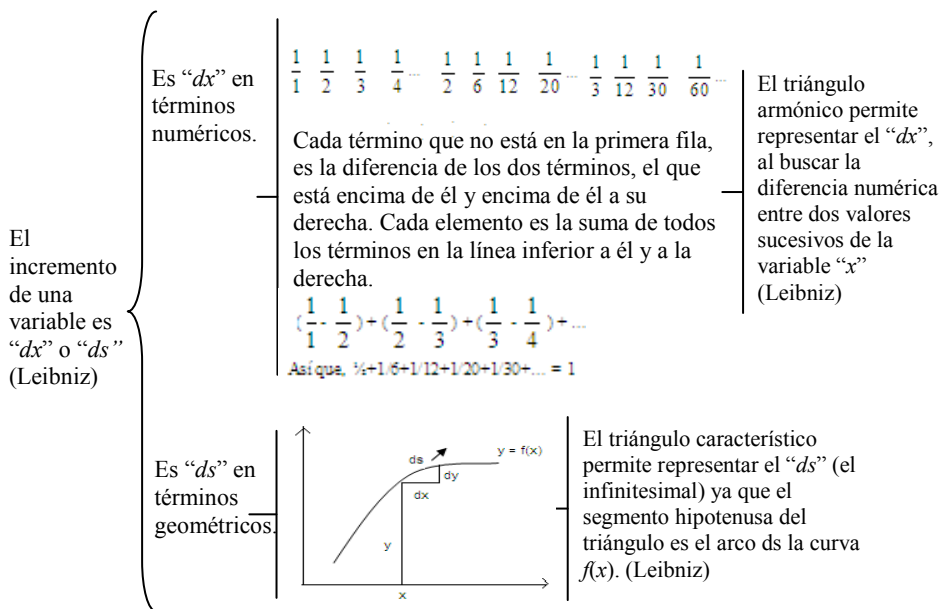 El
incremento
de una
variable es
“dx” o “ds”
(Leibniz)
Es “dx” en
términos
numéricos.
1/1 1/2 1/3 1/4 ... 1/2 1/6 1/12 1/20 ... 1/3 1/12 1/30 1/60 ...
Cada término que no está en la primera fila,
es la diferencia de los dos términos, el que
está encima de él y encima de él a su
derecha. Cada elemento es la suma de todos
los términos en la línea inferior a él y a la
derecha.
(1/1 - 1/2) + (1/2 - 1/3) + (1/3 - 1/4) + ...
Así que, ½+1/6+1/12+1/20+1/30+... = 1
El triángulo
armónico permite
representar el “dx”,
al buscar la
diferencia numérica
entre dos valores
sucesivos de la
variable “x”
(Leibniz)
Es “ds” en
términos
geométricos.
ds
y = f(x)
dy
dx
y
x
El triángulo característico
permite representar el “ds” (el
infinitesimal) ya que el
segmento hipotenusa del
triángulo es el arco ds la curva
f(x). (Leibniz)